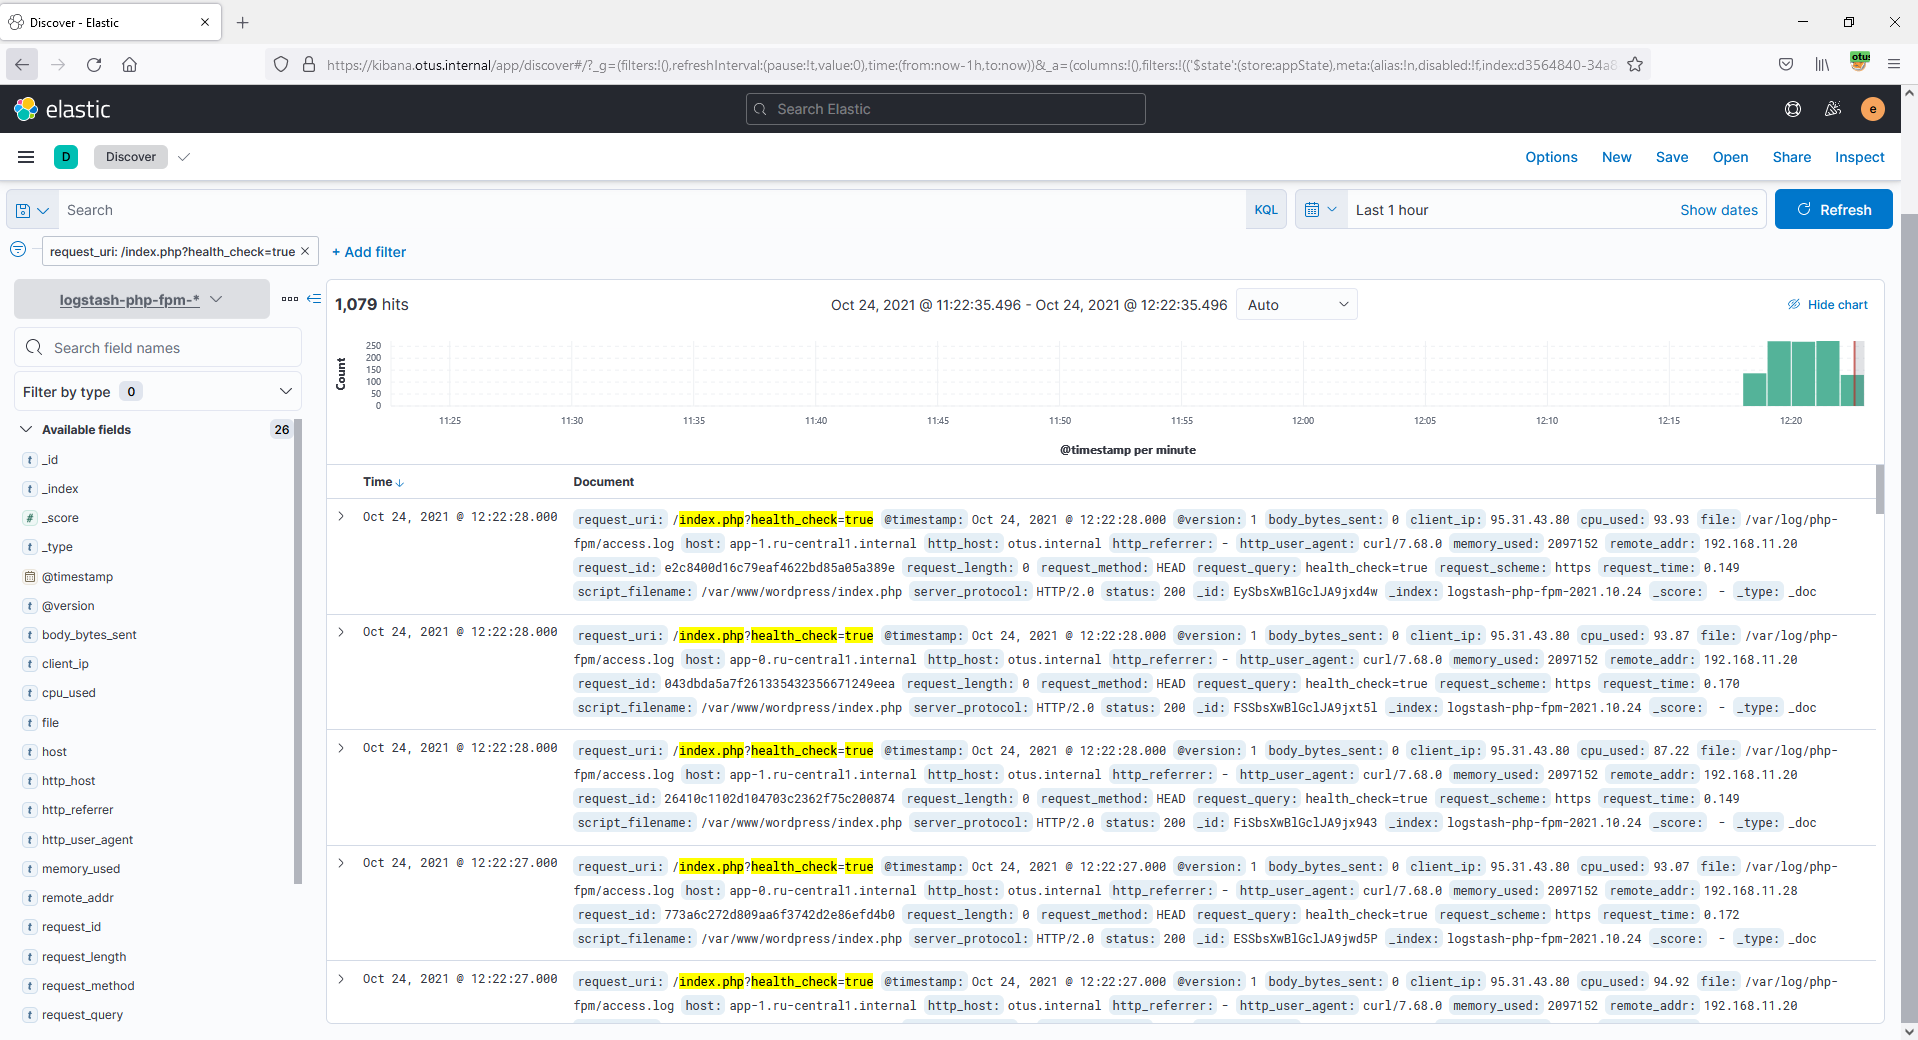 Discover - Elastic
https://kibana.otus.internal/app/discover#/?_g=(filters:!(),refreshInterval:(pause:!t,value:0),time:(from:now-1h,to:now))&_a=(columns:!(),filters:!(('$state':(store:appState),meta:(alias:!n,disabled:!f,index:d3564840-34a8
otus
elastic
Search Elastic
e
D
Discover
Options New Save Open Share Inspect
Search
KQL
Last 1 hour
Show dates
Refresh
request_uri: /index.php?health_check=true ×
+ Add filter
logstash-php-fpm-*
Search field names
Filter by type 0
Available fields 26
t _id
t _index
# _score
t _type
@timestamp
t @version
t body_bytes_sent
t client_ip
t cpu_used
t file
t host
t http_host
t http_referrer
t http_user_agent
t memory_used
t remote_addr
t request_id
t request_length
t request_method
t request_query
1,079 hits
Oct 24, 2021 @ 11:22:35.496 - Oct 24, 2021 @ 12:22:35.496
Auto
Hide chart
Count
250
200
150
100
50
0
11:25 11:30 11:35 11:40 11:45 11:50 11:55 12:00 12:05 12:10 12:15 12:20
@timestamp per minute
Time Document
Oct 24, 2021 @ 12:22:28.000 request_uri: /index.php?health_check=true @timestamp: Oct 24, 2021 @ 12:22:28.000 @version: 1 body_bytes_sent: 0 client_ip: 95.31.43.80 cpu_used: 93.93 file: /var/log/php-
fpm/access.log host: app-1.ru-central1.internal http_host: otus.internal http_referrer: - http_user_agent: curl/7.68.0 memory_used: 2097152 remote_addr: 192.168.11.20
request_id: e2c8400d16c79eaf4622bd85a05a389e request_length: 0 request_method: HEAD request_query: health_check=true request_scheme: https request_time: 0.149
script_filename: /var/www/wordpress/index.php server_protocol: HTTP/2.0 status: 200 _id: EySbsXwBlGclJA9jxd4w _index: logstash-php-fpm-2021.10.24 _score: - _type: _doc
Oct 24, 2021 @ 12:22:28.000 request_uri: /index.php?health_check=true @timestamp: Oct 24, 2021 @ 12:22:28.000 @version: 1 body_bytes_sent: 0 client_ip: 95.31.43.80 cpu_used: 93.87 file: /var/log/php-
fpm/access.log host: app-0.ru-central1.internal http_host: otus.internal http_referrer: - http_user_agent: curl/7.68.0 memory_used: 2097152 remote_addr: 192.168.11.20
request_id: 043dbda5a7f261335432356671249eea request_length: 0 request_method: HEAD request_query: health_check=true request_scheme: https request_time: 0.170
script_filename: /var/www/wordpress/index.php server_protocol: HTTP/2.0 status: 200 _id: FSSbsXwBlGclJA9jxt5l _index: logstash-php-fpm-2021.10.24 _score: - _type: _doc
Oct 24, 2021 @ 12:22:28.000 request_uri: /index.php?health_check=true @timestamp: Oct 24, 2021 @ 12:22:28.000 @version: 1 body_bytes_sent: 0 client_ip: 95.31.43.80 cpu_used: 87.22 file: /var/log/php-
fpm/access.log host: app-1.ru-central1.internal http_host: otus.internal http_referrer: - http_user_agent: curl/7.68.0 memory_used: 2097152 remote_addr: 192.168.11.20
request_id: 26410c1102d104703c2362f75c200874 request_length: 0 request_method: HEAD request_query: health_check=true request_scheme: https request_time: 0.149
script_filename: /var/www/wordpress/index.php server_protocol: HTTP/2.0 status: 200 _id: FiSbsXwBlGclJA9jx943 _index: logstash-php-fpm-2021.10.24 _score: - _type: _doc
Oct 24, 2021 @ 12:22:27.000 request_uri: /index.php?health_check=true @timestamp: Oct 24, 2021 @ 12:22:27.000 @version: 1 body_bytes_sent: 0 client_ip: 95.31.43.80 cpu_used: 93.07 file: /var/log/php-
fpm/access.log host: app-0.ru-central1.internal http_host: otus.internal http_referrer: - http_user_agent: curl/7.68.0 memory_used: 2097152 remote_addr: 192.168.11.28
request_id: 773a6c272d809aa6f3742d2e86efd4b0 request_length: 0 request_method: HEAD request_query: health_check=true request_scheme: https request_time: 0.172
script_filename: /var/www/wordpress/index.php server_protocol: HTTP/2.0 status: 200 _id: ESSbsXwBlGclJA9jwd5P _index: logstash-php-fpm-2021.10.24 _score: - _type: _doc
Oct 24, 2021 @ 12:22:27.000 request_uri: /index.php?health_check=true @timestamp: Oct 24, 2021 @ 12:22:27.000 @version: 1 body_bytes_sent: 0 client_ip: 95.31.43.80 cpu_used: 94.92 file: /var/log/php-
fpm/access.log host: app-1.ru-central1.internal http_host: otus.internal http_referrer: - http_user_agent: curl/7.68.0 memory_used: 2097152 remote_addr: 192.168.11.20